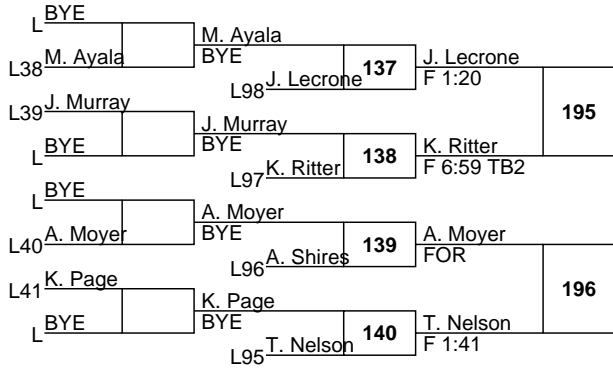 L BYE
M. Ayala
BYE
L38 M. Ayala
137
J. Lecrone
F 1:20
L98 J. Lecrone
195
L39 J. Murray
J. Murray
BYE
L BYE
138
K. Ritter
F 6:59 TB2
L97 K. Ritter
L BYE
A. Moyer
BYE
L40 A. Moyer
139
A. Moyer
FOR
L96 A. Shires
196
L41 K. Page
K. Page
BYE
L BYE
140
T. Nelson
F 1:41
L95 T. Nelson